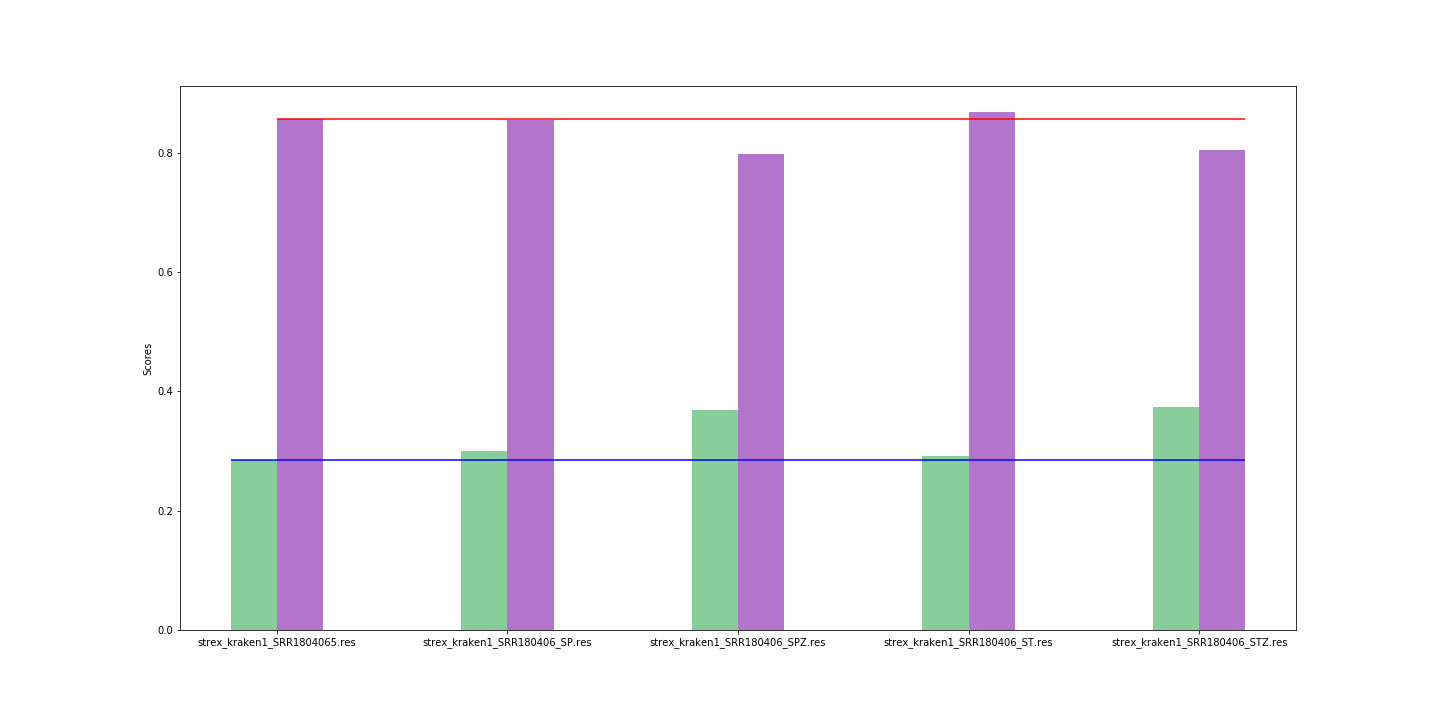 Scores
0.8
0.6
0.4
0.2
0.0
strex_kraken1_SRR1804065.res
strex_kraken1_SRR180406_SP.res
strex_kraken1_SRR180406_SPZ.res
strex_kraken1_SRR180406_ST.res
strex_kraken1_SRR180406_STZ.res